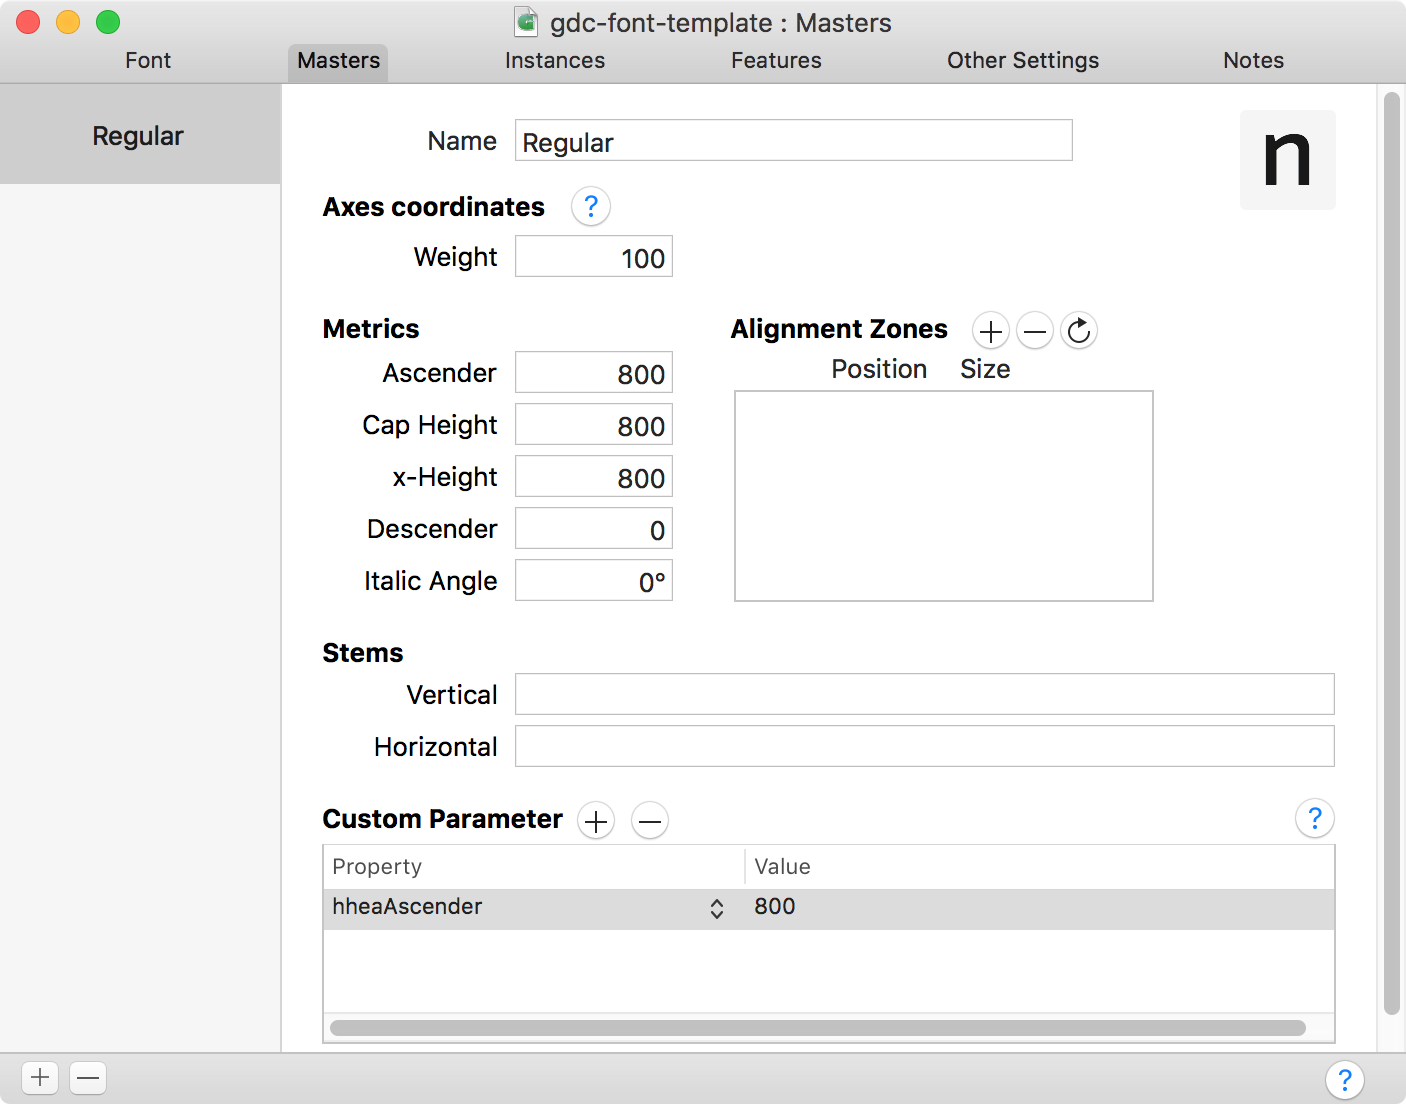 gdc-font-template : Masters
Font Masters Instances Features Other Settings Notes
Regular
Name Regular
n
Axes coordinates ?
Weight 100
Metrics
Alignment Zones
Position Size
Ascender 800
Cap Height 800
x-Height 800
Descender 0
Italic Angle 0°
Stems
Vertical
Horizontal
Custom Parameter ?
Property Value
hheaAscender 800
?